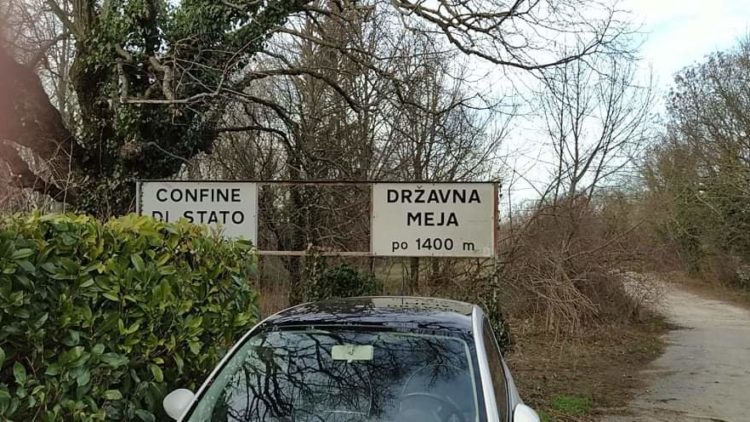 CONFINE
DI STATO
DRŽAVNA
MEJA
po 1400 m